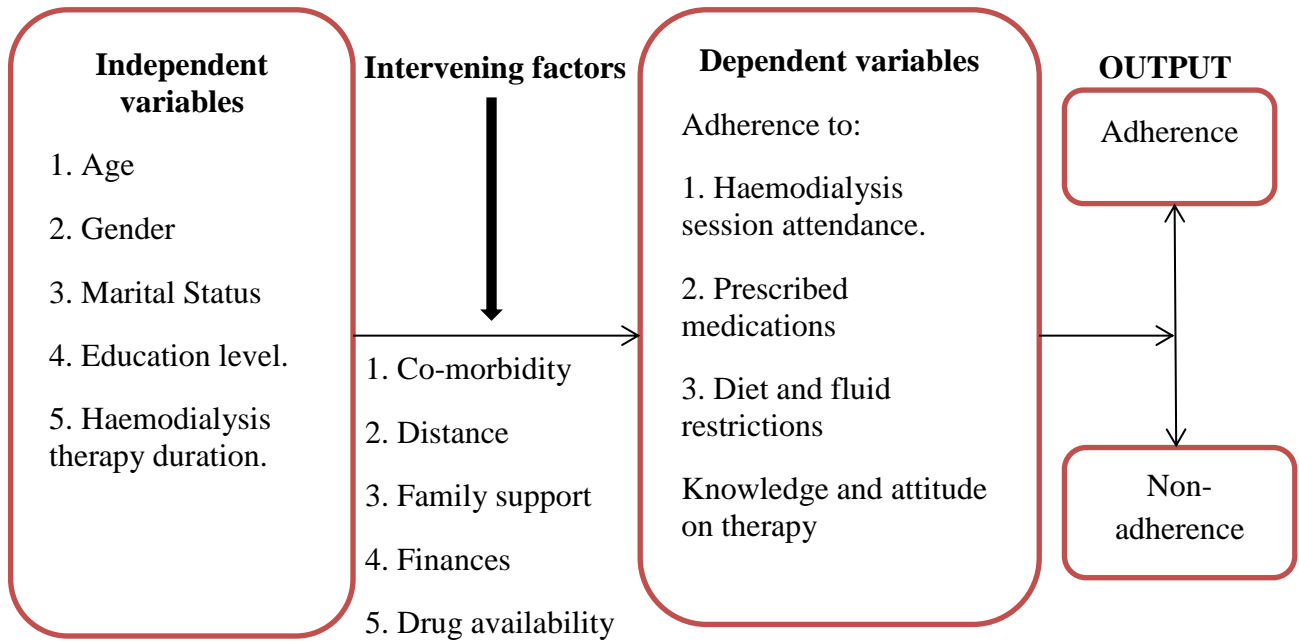 Independent
variables
1. Age
2. Gender
3. Marital Status
4. Education level.
5. Haemodialysis
therapy duration.
Intervening factors
1. Co-morbidity
2. Distance
3. Family support
4. Finances
5. Drug availability
Dependent variables
Adherence to:
1. Haemodialysis
session attendance.
2. Prescribed
medications
3. Diet and fluid
restrictions
Knowledge and attitude
on therapy
OUTPUT
Adherence
Non-
adherence